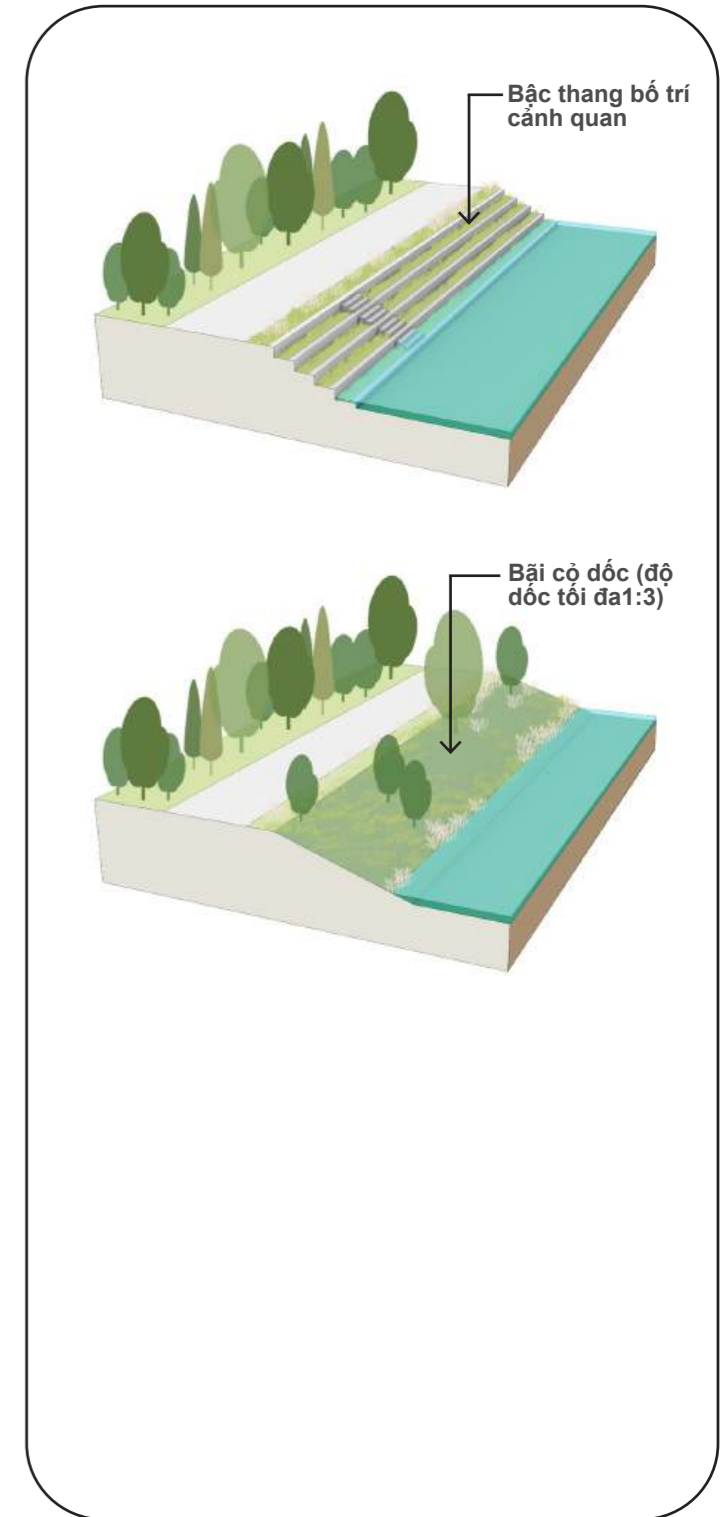 Bậc thang bố trí
cảnh quan
Bãi cỏ dốc (độ
dốc tối đa1:3)